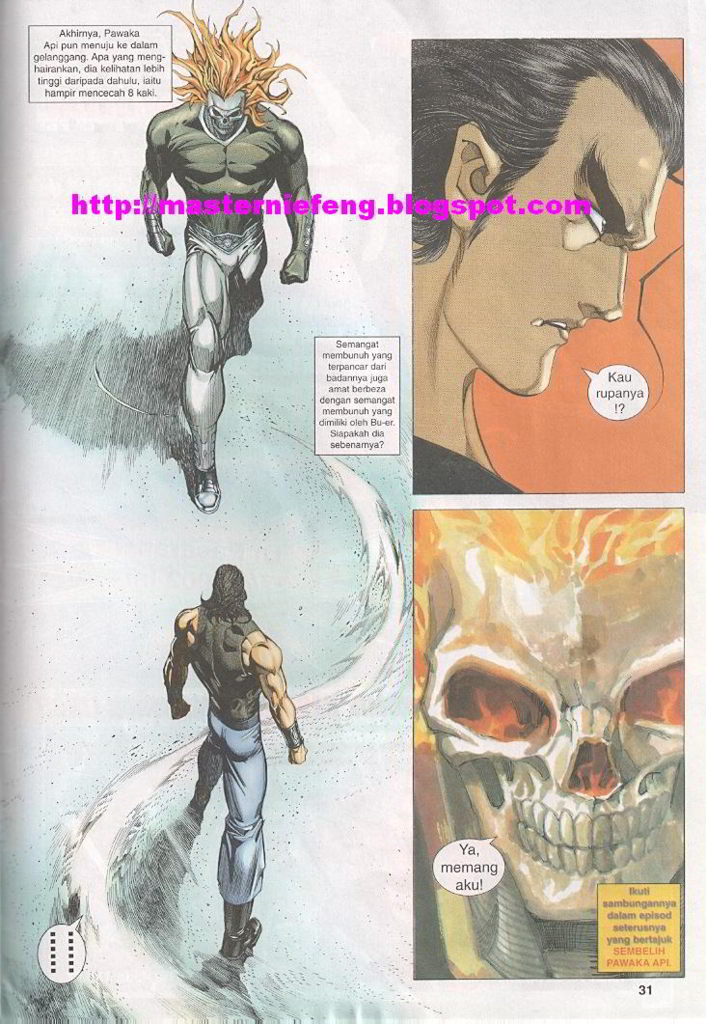 Akhirnya, Pawaka
Api pun menuju ke dalam
gelanggang. Apa yang meng-
hairankan, dia kelihatan lebih
tinggi daripada dahulu, iaitu
hampir mencecah 8 kaki.
http://masterniefeng.blogspot.com
Semangat
membunuh yang
terpancar dari
badannya juga
amat berbeza
dengan semangat
membunuh yang
dimiliki oleh Bu-er.
Siapakah dia
sebenarnya?
Kau
rupanya
!?
Ya,
memang
aku!
Ikuti
sambungannya
dalam episod
seterusnya
yang bertajuk
SEMBELIH
PAWAKA API.
31